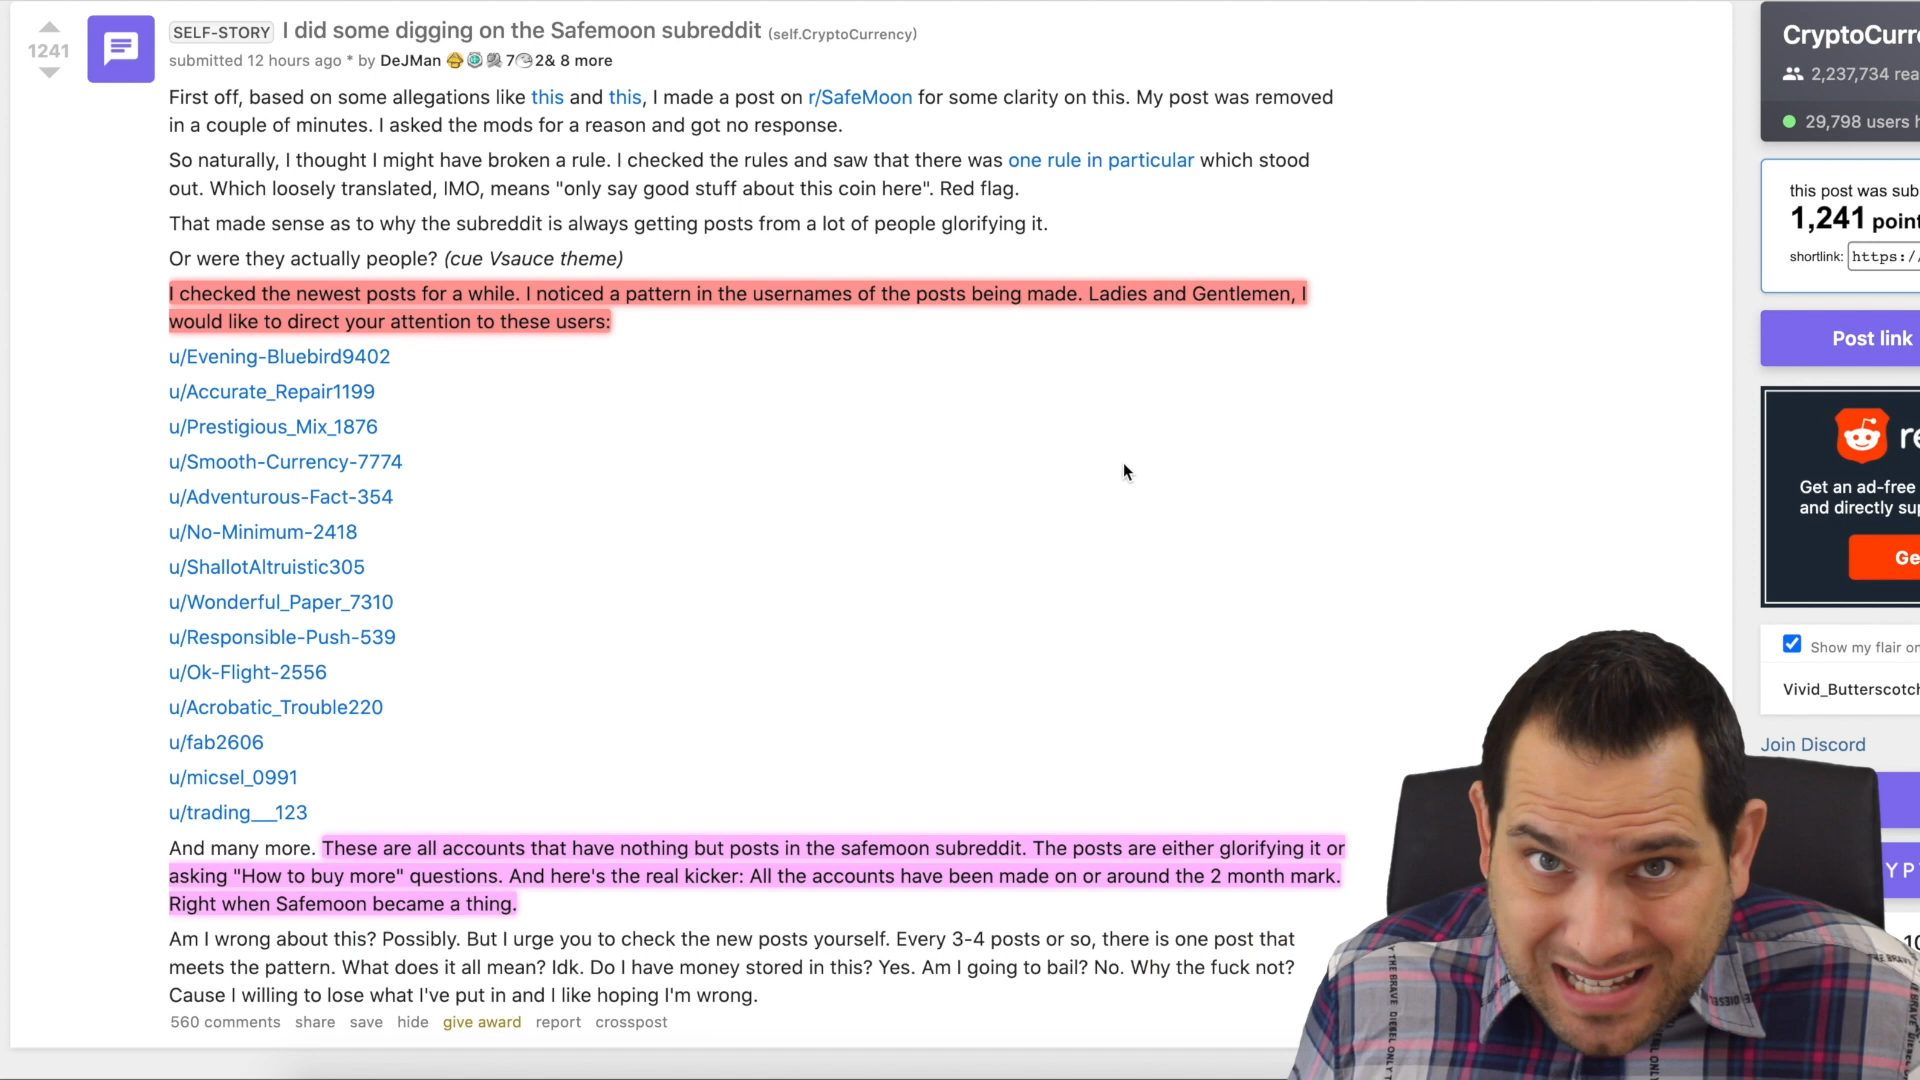 1241
SELF-STORY I did some digging on the Safemoon subreddit (self.CryptoCurrency)
submitted 12 hours ago * by DeJMan 7 2& 8 more
First off, based on some allegations like this and this, I made a post on r/SafeMoon for some clarity on this. My post was removed
in a couple of minutes. I asked the mods for a reason and got no response.
So naturally, I thought I might have broken a rule. I checked the rules and saw that there was one rule in particular which stood
out. Which loosely translated, IMO, means "only say good stuff about this coin here". Red flag.
That made sense as to why the subreddit is always getting posts from a lot of people glorifying it.
Or were they actually people? (cue Vsauce theme)
I checked the newest posts for a while. I noticed a pattern in the usernames of the posts being made. Ladies and Gentlemen, I
would like to direct your attention to these users:
u/Evening-Bluebird9402
u/Accurate_Repair1199
u/Prestigious_Mix_1876
u/Smooth-Currency-7774
u/Adventurous-Fact-354
u/No-Minimum-2418
u/ShallotAltruistic305
u/Wonderful_Paper_7310
u/Responsible-Push-539
u/Ok-Flight-2556
u/Acrobatic_Trouble220
u/fab2606
u/micsel_0991
u/trading___123
And many more. These are all accounts that have nothing but posts in the safemoon subreddit. The posts are either glorifying it or
asking "How to buy more" questions. And here's the real kicker: All the accounts have been made on or around the 2 month mark.
Right when Safemoon became a thing.
Am I wrong about this? Possibly. But I urge you to check the new posts yourself. Every 3-4 posts or so, there is one post that
meets the pattern. What does it all mean? Idk. Do I have money stored in this? Yes. Am I going to bail? No. Why the fuck not?
Cause I willing to lose what I've put in and I like hoping I'm wrong.
560 comments share save hide give award report crosspost
CryptoCurr
2,237,734 rea
29,798 users h
this post was sub
1,241 point
shortlink: https://
Post link
re
Get an ad-free
and directly sup
Ge
Show my flair on
Vivid_Butterscotch
Join Discord
Y P
10
THE BRAVE DIESEL ONLY T
THE BRAV